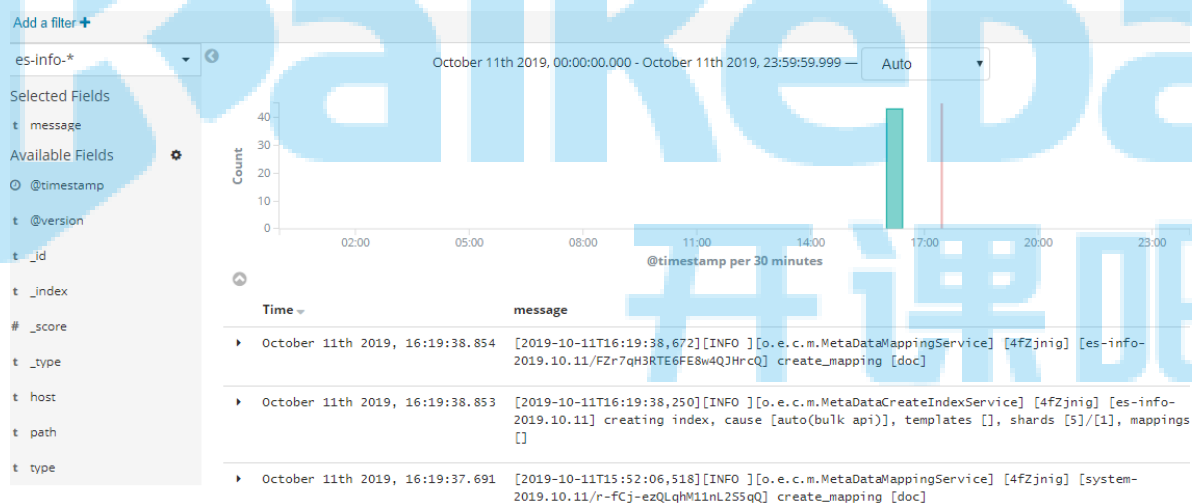 Add a filter +
es-info-*
October 11th 2019, 00:00:00.000 - October 11th 2019, 23:59:59.999 — Auto
Selected Fields
t message
Available Fields
@timestamp
t @version
t _id
t _index
# _score
t _type
t host
t path
t type
Count
40
30
20
10
0
02:00 05:00 08:00 11:00 14:00 17:00 20:00 23:00
@timestamp per 30 minutes
Time message
October 11th 2019, 16:19:38.854 [2019-10-11T16:19:38,672][INFO ][o.e.c.m.MetaDataMappingService] [4fZjnig] [es-info-
2019.10.11/FZr7qH3RTE6FE8w4QJHrcQ] create_mapping [doc]
October 11th 2019, 16:19:38.853 [2019-10-11T16:19:38,250][INFO ][o.e.c.m.MetaDataCreateIndexService] [4fZjnig] [es-info-
2019.10.11] creating index, cause [auto(bulk api)], templates [], shards [5]/[1], mappings
[]
October 11th 2019, 16:19:37.691 [2019-10-11T15:52:06,518][INFO ][o.e.c.m.MetaDataMappingService] [4fZjnig] [system-
2019.10.11/r-fCj-ezQLqhM11nL2S5qQ] create_mapping [doc]
aikeDa
开课吧